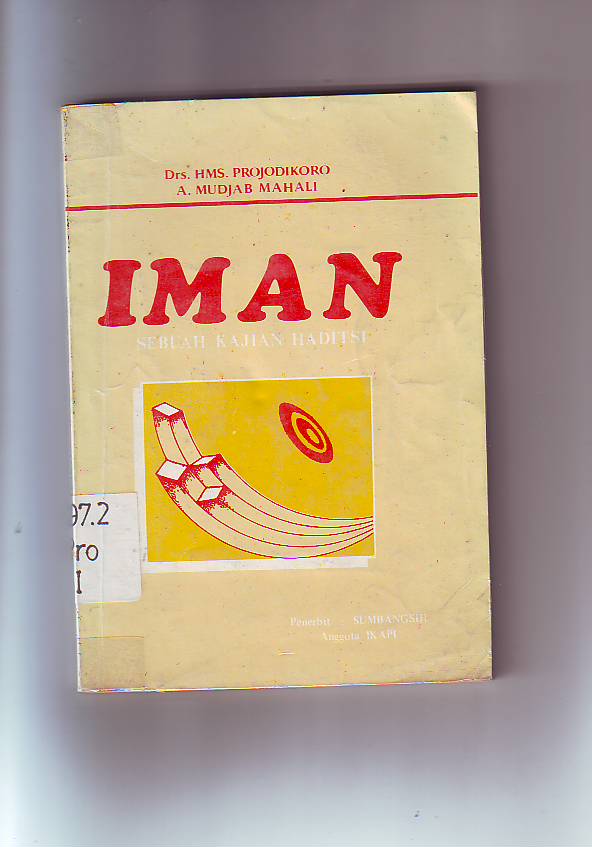 Drs. HMS. PROJODIKORO
A. MUDJAB MAHALI
IMAN
SEBUAH KAJIAN HADITSI
97.2
ro
I
Penerbit : SUMBANGSIH
Anggota IKAPI